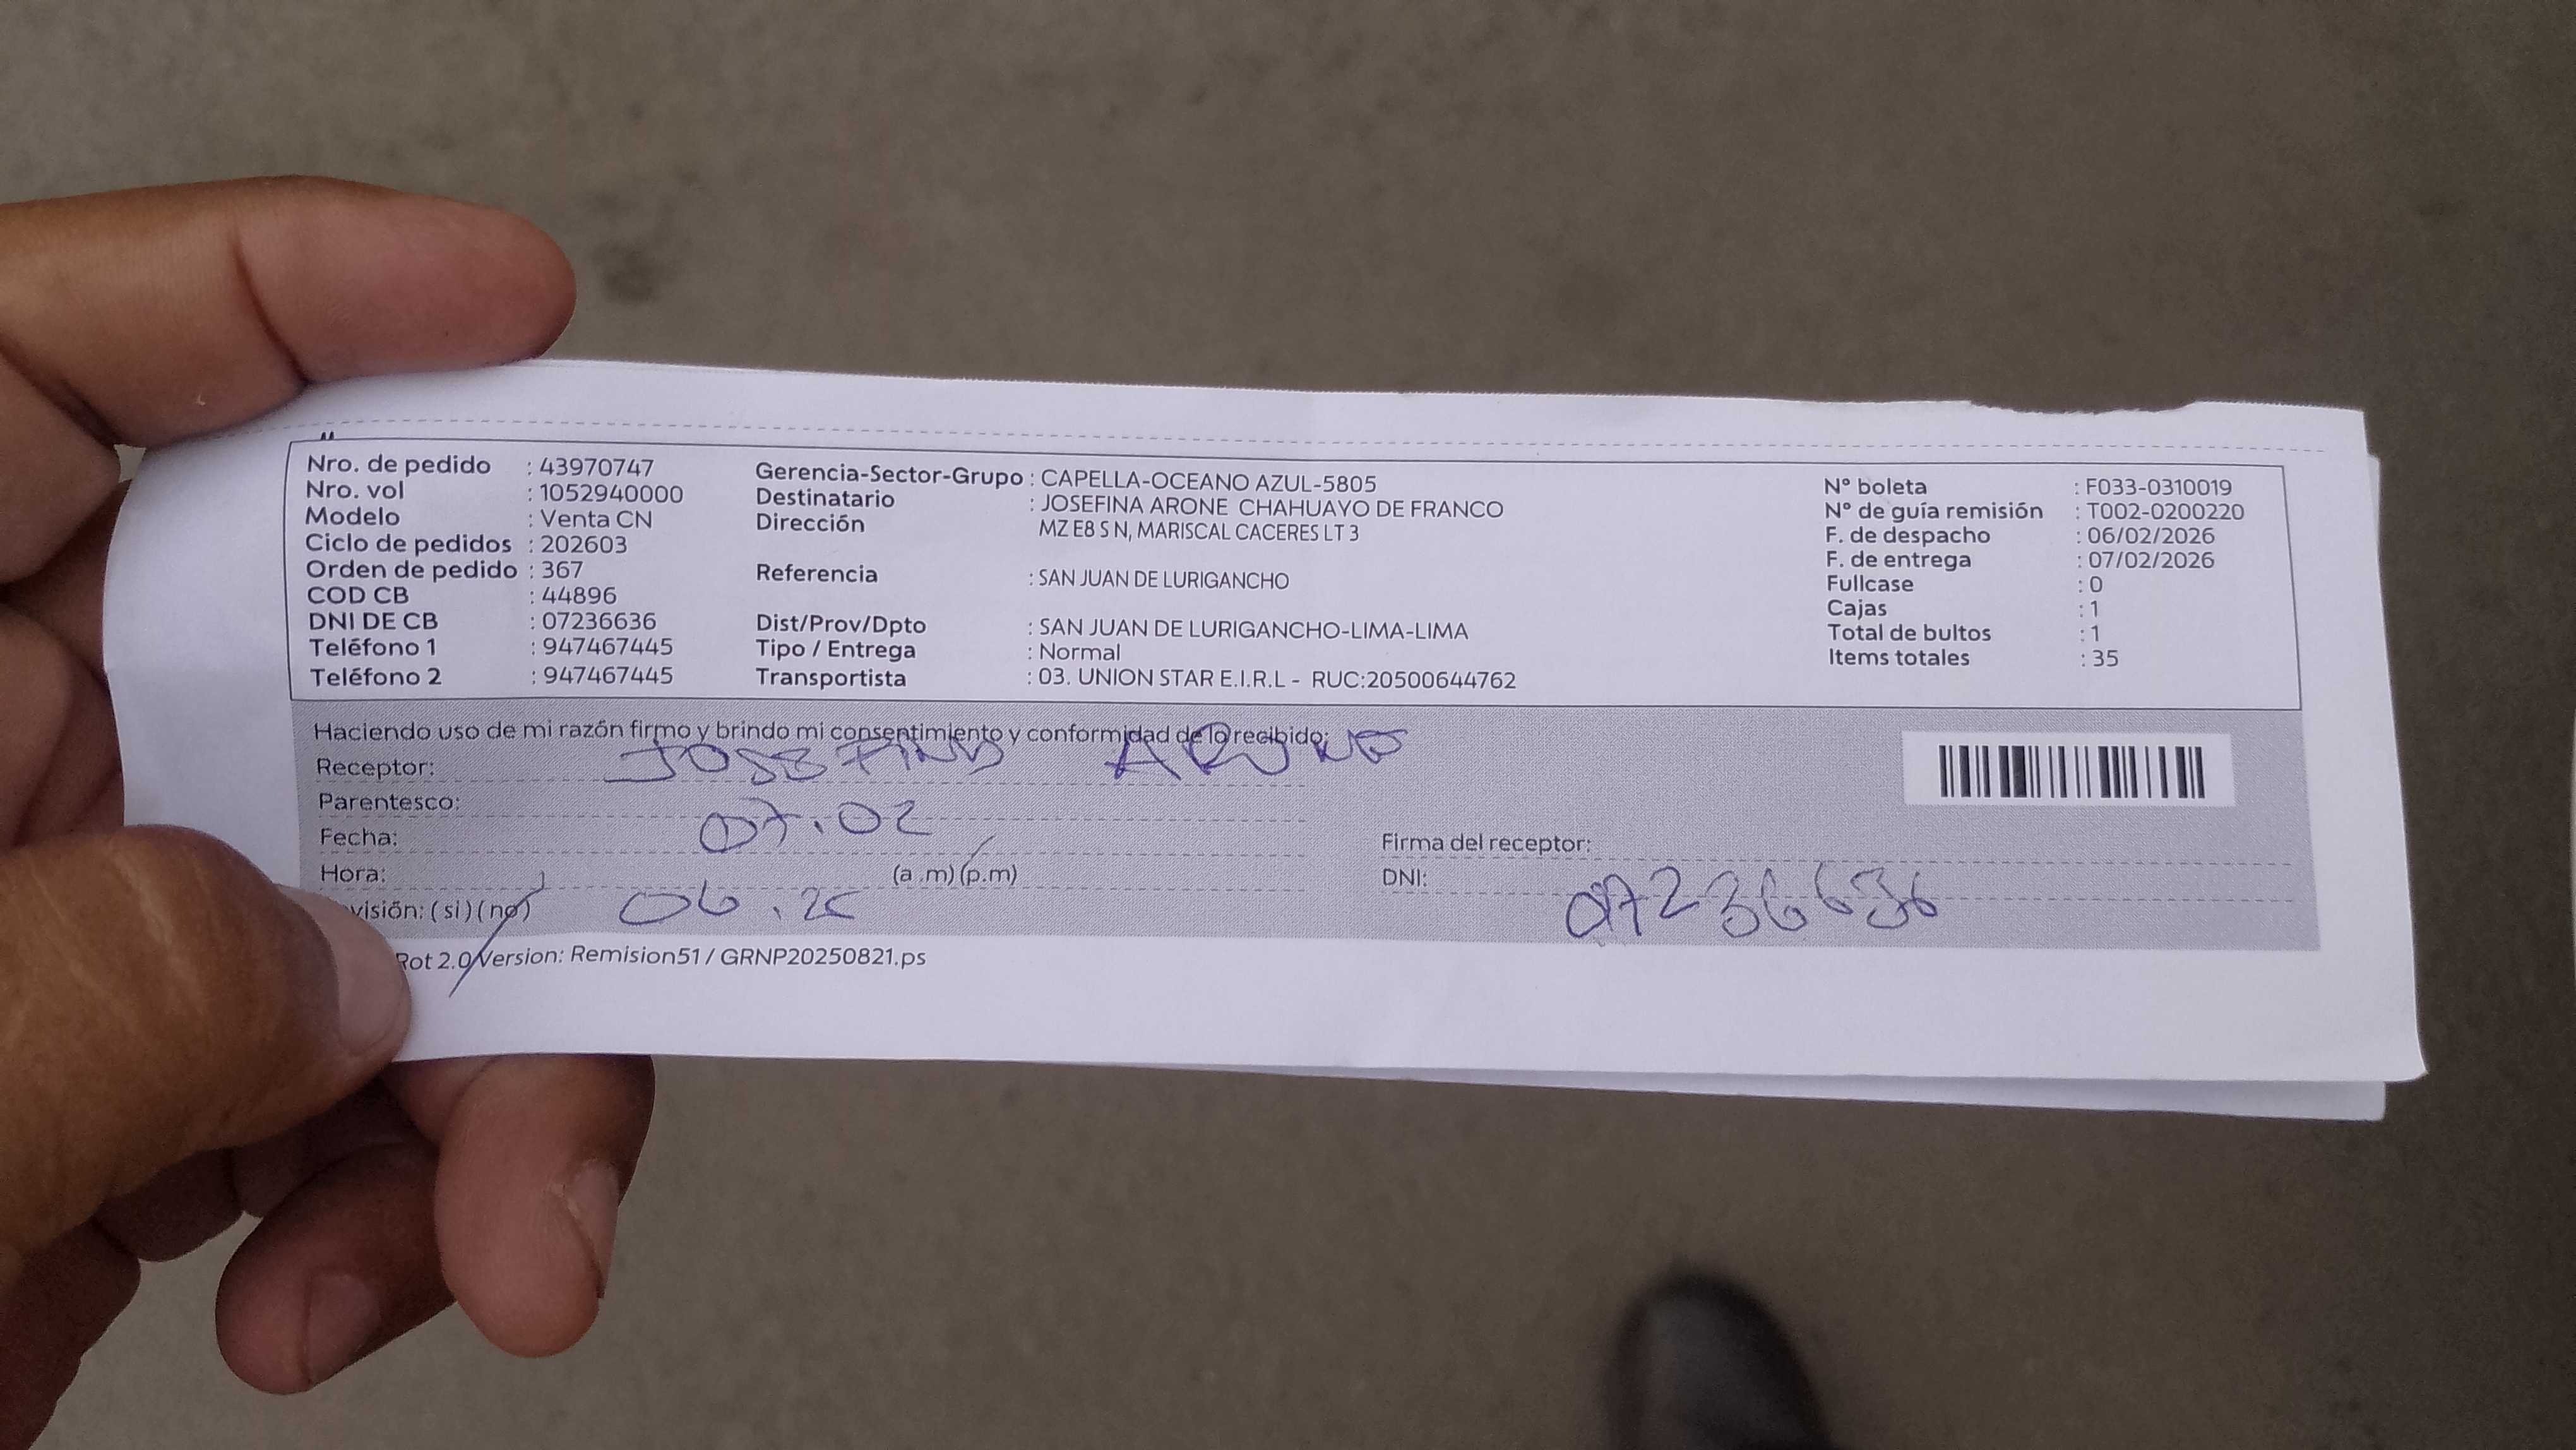 Nro. de pedido : 43970747
Nro. vol : 1052940000
Modelo : Venta CN
Ciclo de pedidos : 202603
Orden de pedido : 367
COD CB : 44896
DNI DE CB : 07236636
Teléfono 1 : 947467445
Teléfono 2 : 947467445
Gerencia-Sector-Grupo : CAPELLA-OCEANO AZUL-5805
Destinatario : JOSEFINA ARONE CHAHUAYO DE FRANCO
Dirección MZ E8 S N, MARISCAL CACERES LT 3
Referencia : SAN JUAN DE LURIGANCHO
Dist/Prov/Dpto : SAN JUAN DE LURIGANCHO-LIMA-LIMA
Tipo / Entrega : Normal
Transportista : 03. UNION STAR E.I.R.L - RUC:20500644762
N° boleta : F033-0310019
N° de guía remisión : T002-0200220
F. de despacho : 06/02/2026
F. de entrega : 07/02/2026
Fullcase : 0
Cajas : 1
Total de bultos : 1
Items totales : 35
Haciendo uso de mi razón firmo y brindo mi consentimiento y conformidad de lo recibido:
Receptor: JOSEFINA ARONE
Parentesco:
Fecha: 07.02
Hora: (a .m) (p.m)
visión: ( si ) ( no ) 06.
Firma del receptor:
DNI: 07236636
Rot 2.0 Version: Remision51 / GRNP20250821.ps